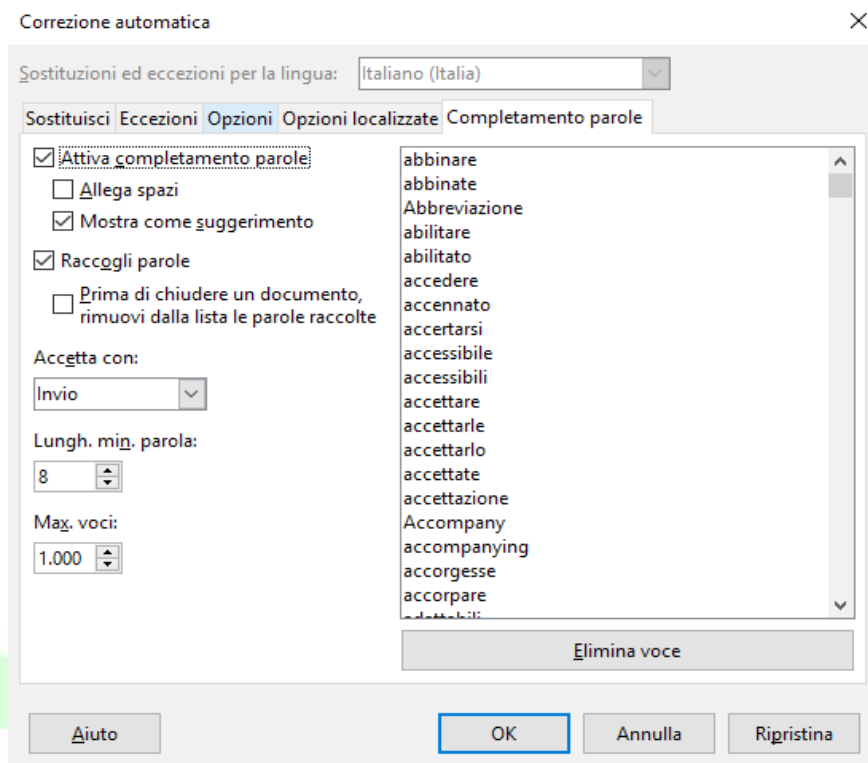 Correzione automatica
Sostituzioni ed eccezioni per la lingua: Italiano (Italia)
Sostituisci Eccezioni Opzioni Opzioni localizzate Completamento parole
Attiva completamento parole
Allega spazi
Mostra come suggerimento
Raccogli parole
Prima di chiudere un documento,
rimuovi dalla lista le parole raccolte
Accetta con:
Invio
Lungh. min. parola:
8
Max. voci:
1.000
abbinare
abbinate
Abbreviazione
abilitare
abilitato
accedere
accennato
accertarsi
accessibile
accessibili
accettare
accettarle
accettarlo
accettate
accettazione
Accompany
accompanying
accorgesse
accorpare
Elimina voce
Aiuto OK Annulla Ripristina